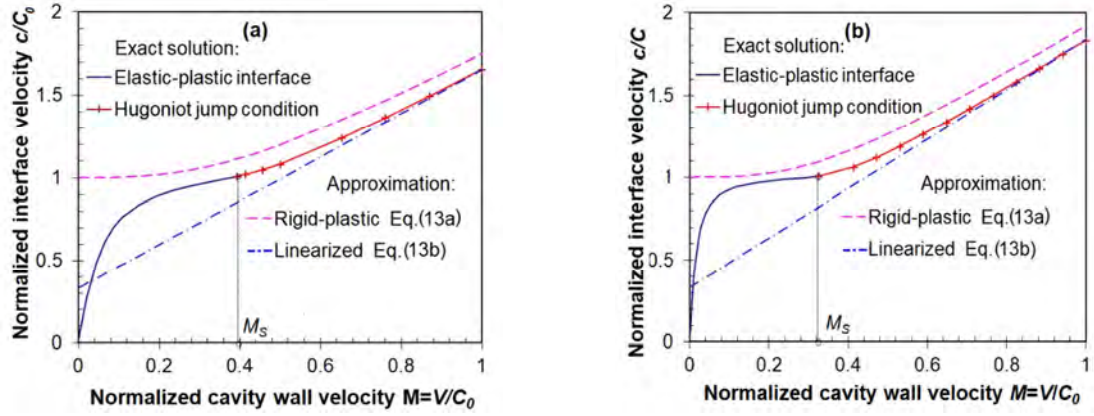 (a)
Exact solution:
Elastic-plastic interface
Hugoniot jump condition
Approximation:
Rigid-plastic Eq.(13a)
Linearized Eq.(13b)
M_S
2
1.5
1
0.5
0
0 0.2 0.4 0.6 0.8 1
Normalized interface velocity c/C_0
Normalized cavity wall velocity M=V/C_0
(b)
Exact solution:
Elastic-plastic interface
Hugoniot jump condition
Approximation:
Rigid-plastic Eq.(13a)
Linearized Eq.(13b)
M_S
2
1.5
1
0.5
0
0 0.2 0.4 0.6 0.8 1
Normalized interface velocity c/C
Normalized cavity wall velocity M=V/C_0